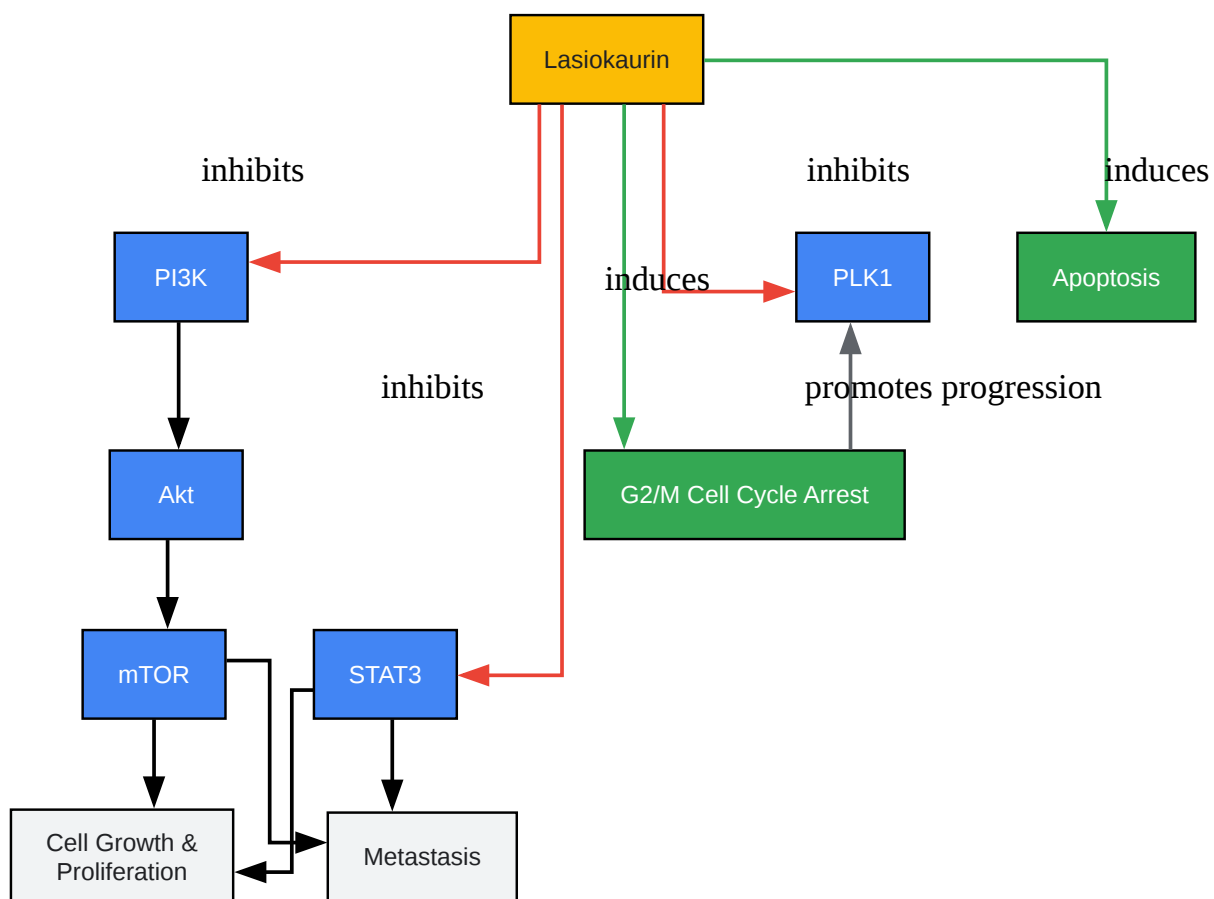 Lasiokaurin
inhibits
inhibits
induces
PI3K
induces
PLK1
Apoptosis
inhibits
promotes progression
Akt
G2/M Cell Cycle Arrest
mTOR
STAT3
Cell Growth &
Proliferation
Metastasis